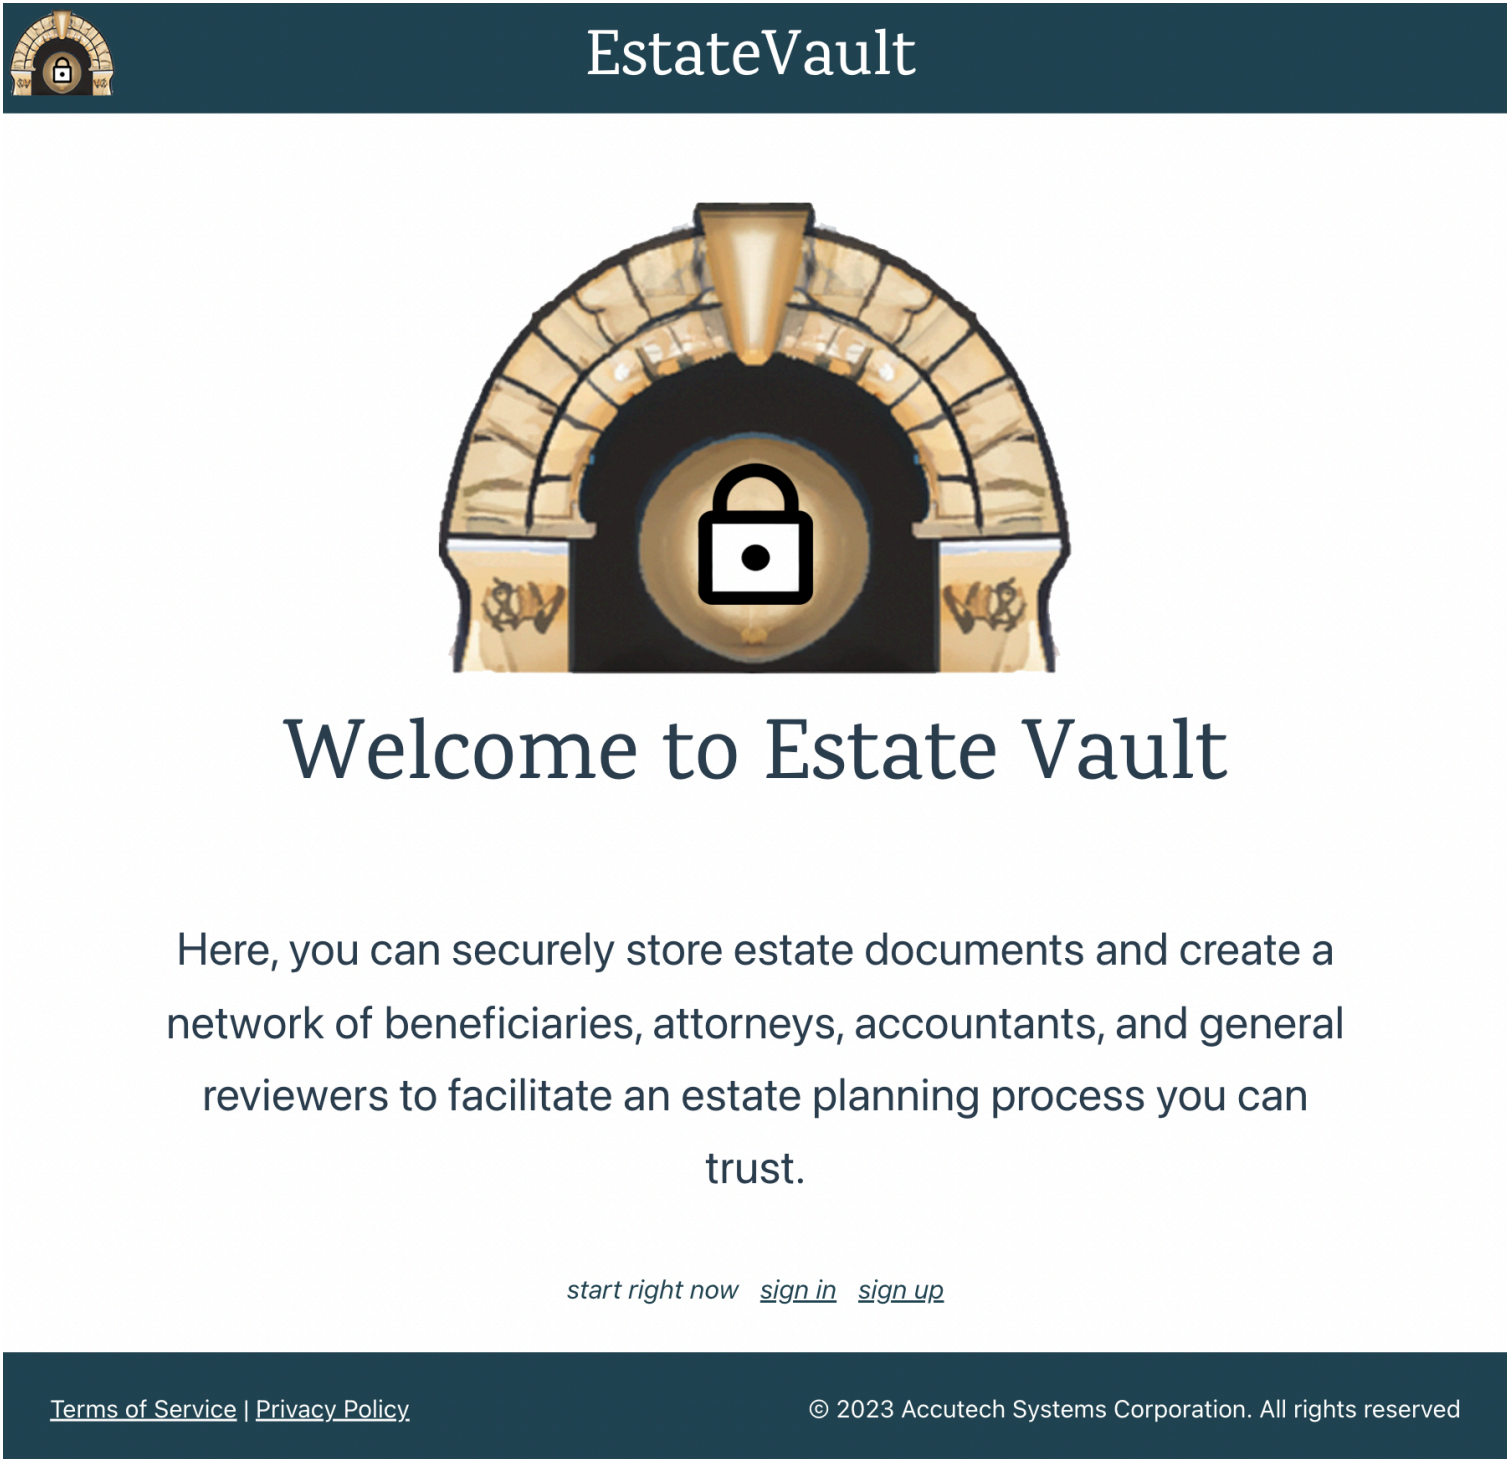 EstateVault
Welcome to Estate Vault
Here, you can securely store estate documents and create a
network of beneficiaries, attorneys, accountants, and general
reviewers to facilitate an estate planning process you can
trust.
start right now sign in sign up
Terms of Service | Privacy Policy
© 2023 Accutech Systems Corporation. All rights reserved